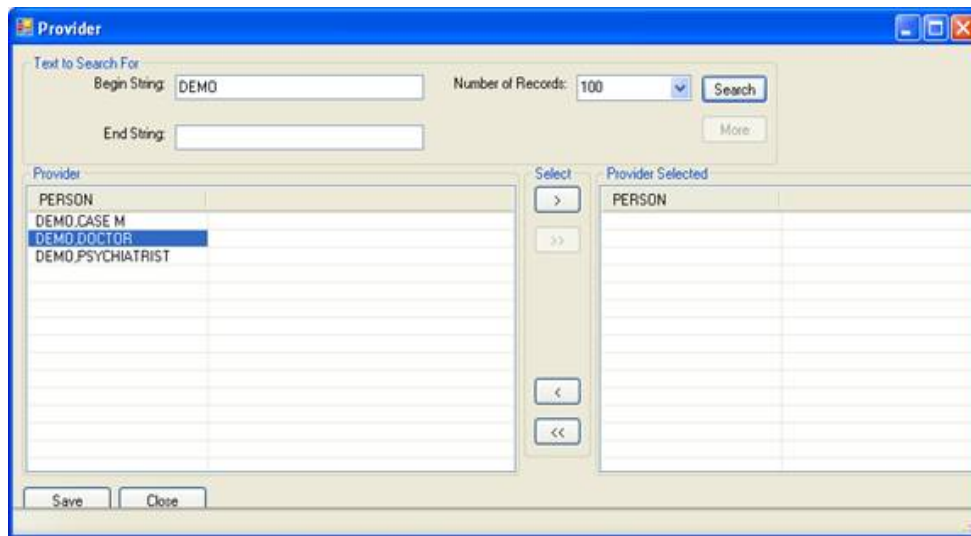 Provider
Text to Search For
Begin String: DEMO Number of Records: 100 Search
End String: More
Provider Select Provider Selected
PERSON > PERSON
DEMO,CASE M
DEMO,DOCTOR >>
DEMO,PSYCHIATRIST
<
<<
Save Close